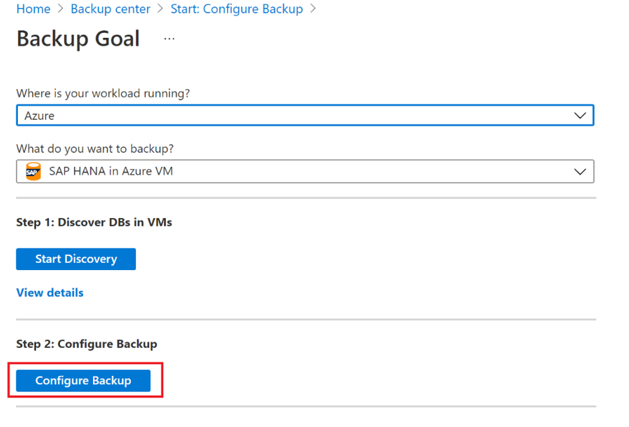 Home > Backup center > Start: Configure Backup >
Backup Goal ...
Where is your workload running?
Azure
What do you want to backup?
SAP SAP HANA in Azure VM
Step 1: Discover DBs in VMs
Start Discovery
View details
Step 2: Configure Backup
Configure Backup